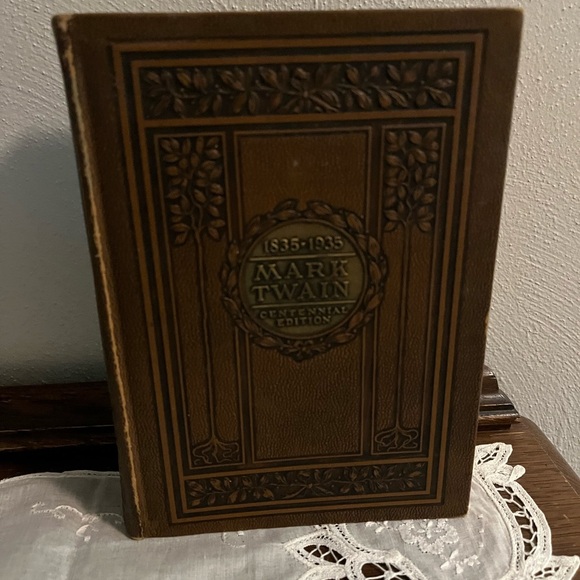 1835·1935
MARK
TWAIN
CENTENNIAL
EDITION